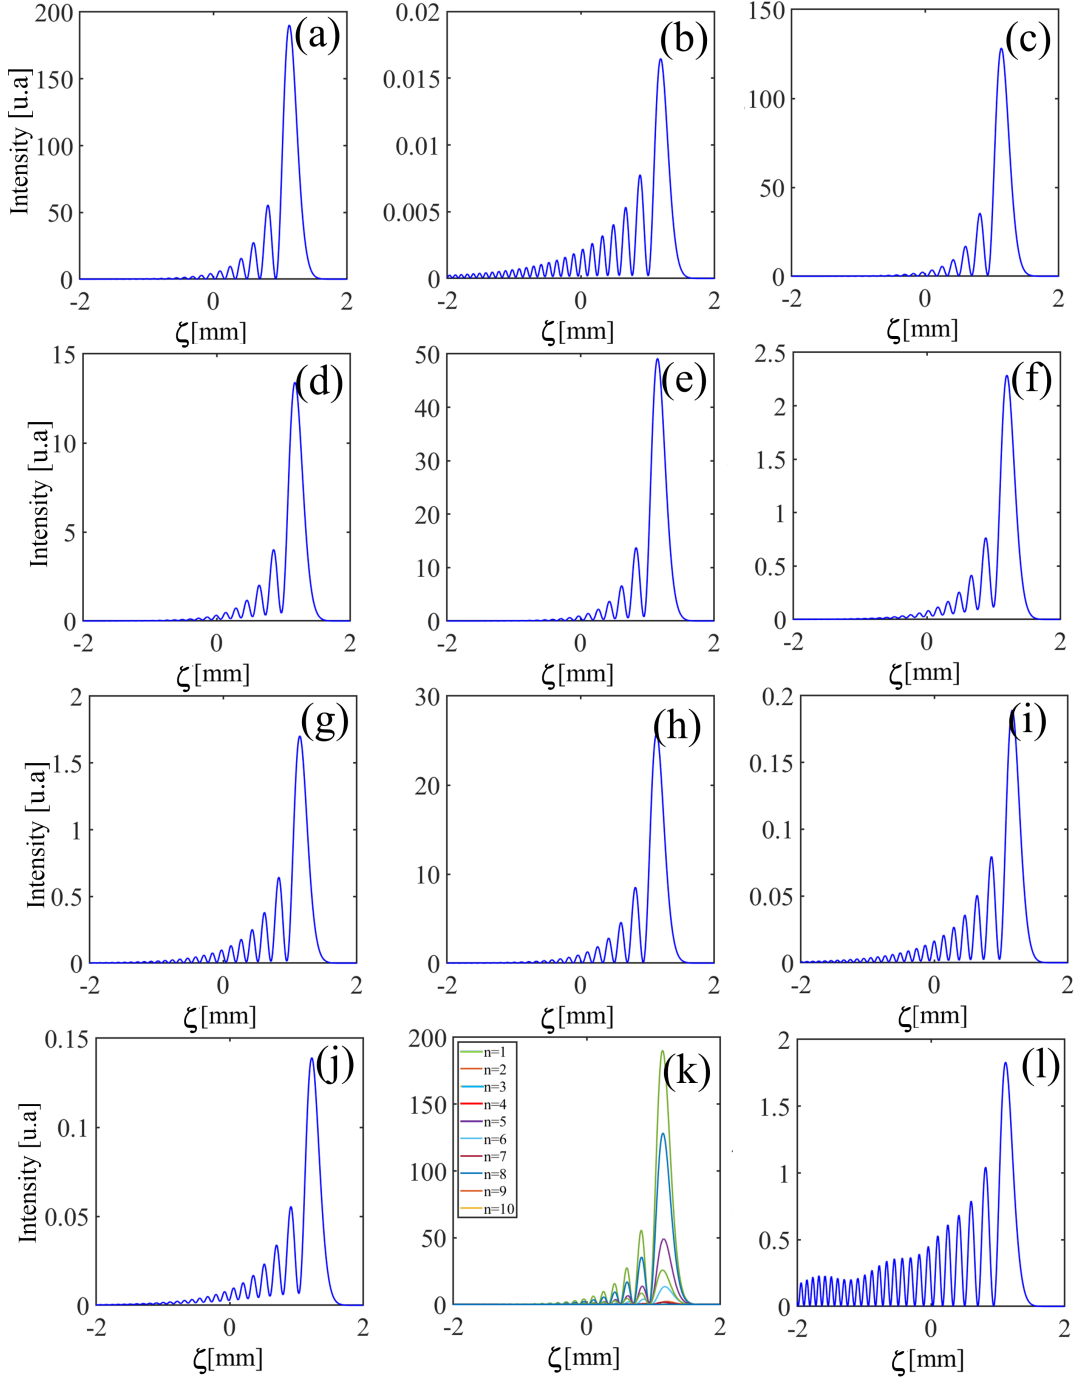 200
150
100
50
0
-2 0 2
Intensity [u.a]
ζ[mm]
(a)
0.02
0.015
0.01
0.005
0
-2 0 2
ζ[mm]
(b)
150
100
50
0
-2 0 2
ζ[mm]
(c)
15
10
5
0
-2 0 2
Intensity [u.a]
ζ[mm]
(d)
50
40
30
20
10
0
-2 0 2
ζ[mm]
(e)
2.5
2
1.5
1
0.5
0
-2 0 2
ζ[mm]
(f)
2
1.5
1
0.5
0
-2 0 2
Intensity [u.a]
ζ[mm]
(g)
30
20
10
0
-2 0 2
ζ[mm]
(h)
0.2
0.15
0.1
0.05
0
-2 0 2
ζ[mm]
(i)
0.15
0.1
0.05
0
-2 0 2
Intensity [u.a]
ζ[mm]
(j)
200
150
100
50
0
-2 0 2
ζ[mm]
(k)
n=1
n=2
n=3
n=4
n=5
n=6
n=7
n=8
n=9
n=10
2
1.5
1
0.5
0
-2 0 2
ζ[mm]
(l)